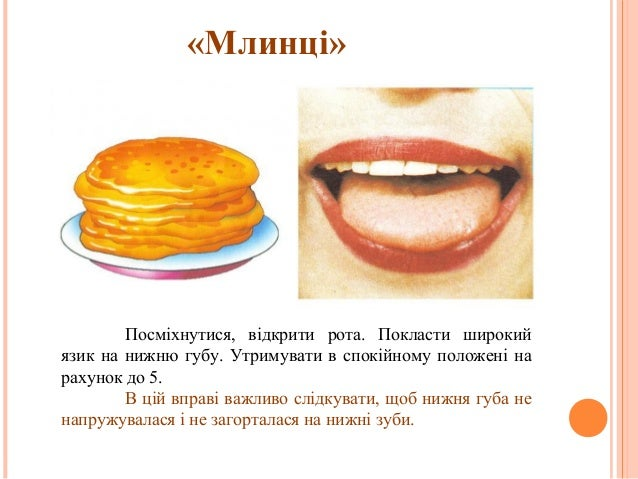 «Млинці»
Посміхнутися, відкрити рота. Покласти широкий
язик на нижню губу. Утримувати в спокійному положені на
рахунок до 5.
В цій вправі важливо слідкувати, щоб нижня губа не
напружувалася і не загорталася на нижні зуби.